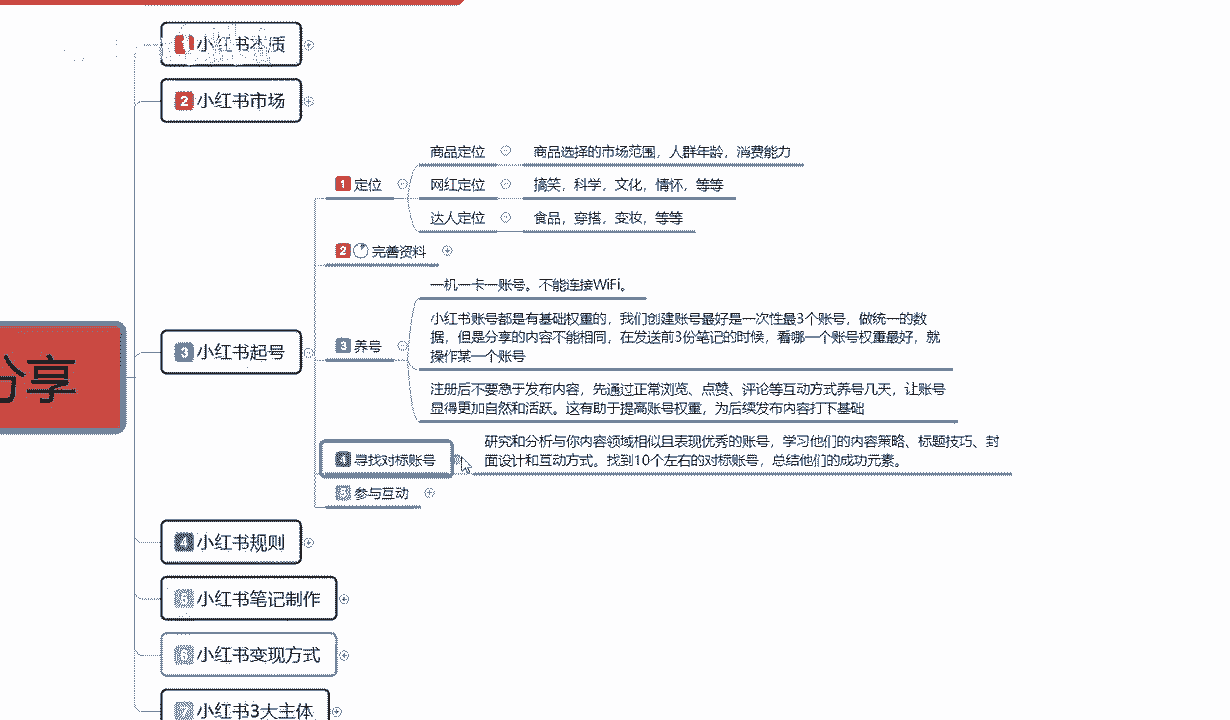 分享
1 小红书本质
2 小红书市场
3 小红书起号
1 定位
商品定位
商品选择的市场范围，人群年龄，消费能力
网红定位
搞笑，科学，文化，情怀，等等
达人定位
食品，穿搭，变妆，等等
2 完善资料
3 养号
一机一卡一账号。不能连接WiFi。
小红书账号都是有基础权重的，我们创建账号最好是一次性最3个账号，做统一的数
据，但是分享的内容不能相同，在发送前3份笔记的时候，看哪一个账号权重最好，就
操作某一个账号
注册后不要急于发布内容，先通过正常浏览、点赞、评论等互动方式养号几天，让账号
显得更加自然和活跃。这有助于提高账号权重，为后续发布内容打下基础
4 寻找对标账号
研究和分析与你内容领域相似且表现优秀的账号，学习他们的内容策略、标题技巧、封
面设计和互动方式。找到10个左右的对标账号，总结他们的成功元素。
5 参与互动
4 小红书规则
5 小红书笔记制作
6 小红书变现方式
7 小红书3大主体